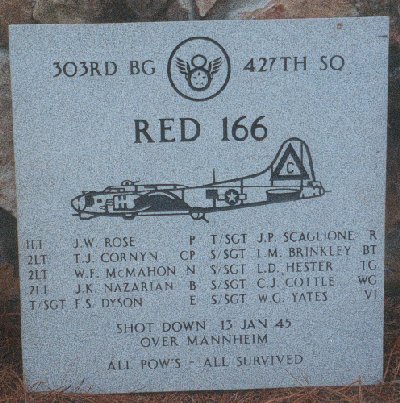 303RD BG 427TH SQ
8
RED 166
C
1LT J.W. ROSE P T/SGT J.P. SCAGLIONE R
2LT T.J. CORNYN CP S/SGT I.M. BRINKLEY BT
2LT W.F. McMAHON N S/SGT L.D. HESTER TG
2LT J.K. NAZARIAN B S/SGT C.J. COTTLE WG
T/SGT F.S. DYSON E S/SGT W.G. YATES
SHOT DOWN 13 JAN 45
OVER MANNHEIM
ALL POW'S - ALL SURVIVED